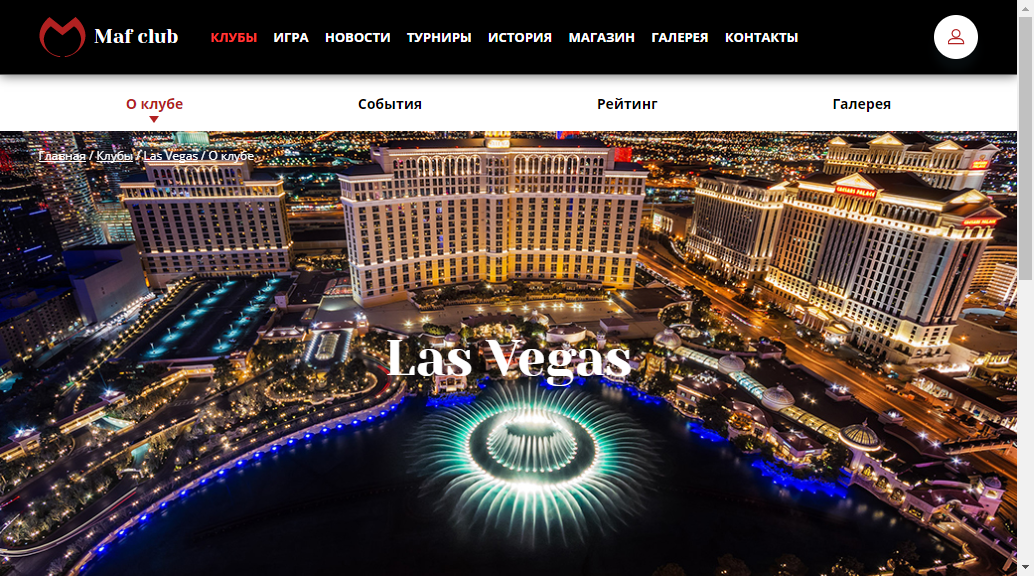 Maf club КЛУБЫ ИГРА НОВОСТИ ТУРНИРЫ ИСТОРИЯ МАГАЗИН ГАЛЕРЕЯ КОНТАКТЫ
О клубе События Рейтинг Галерея
Главная / Клубы / Las Vegas / О клубе
CAESARS PALACE
Las Vegas